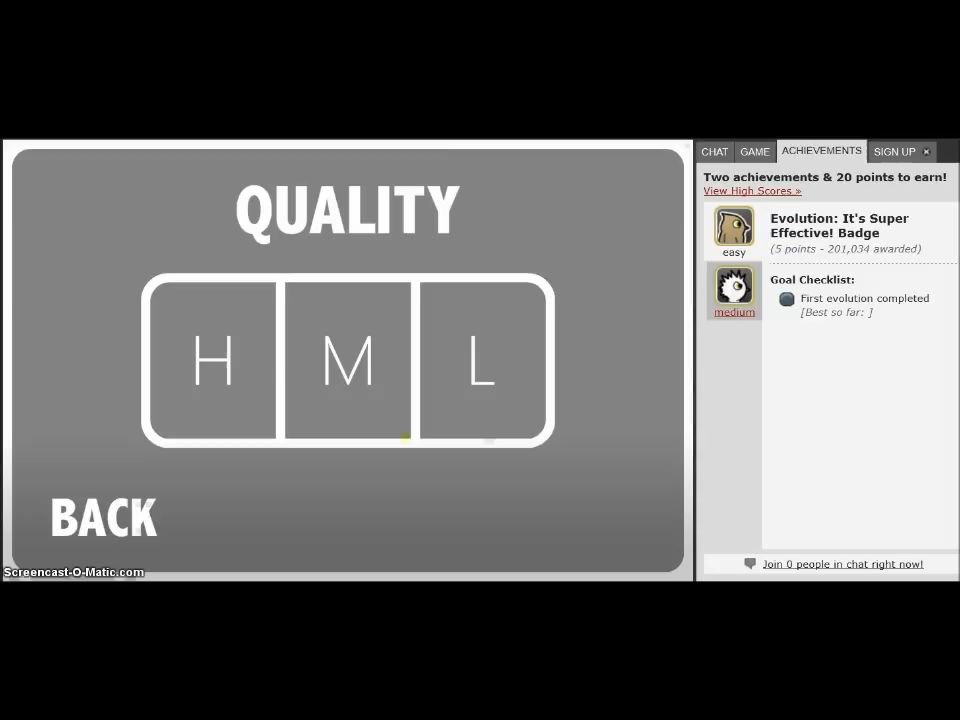 QUALITY
H M L
BACK
Screencast-O-Matic.com
CHAT GAME ACHIEVEMENTS SIGN UP
Two achievements & 20 points to earn!
View High Scores »
easy
medium
Evolution: It's Super
Effective! Badge
(5 points - 201,034 awarded)
Goal Checklist:
First evolution completed
[Best so far: ]
Join 0 people in chat right now!